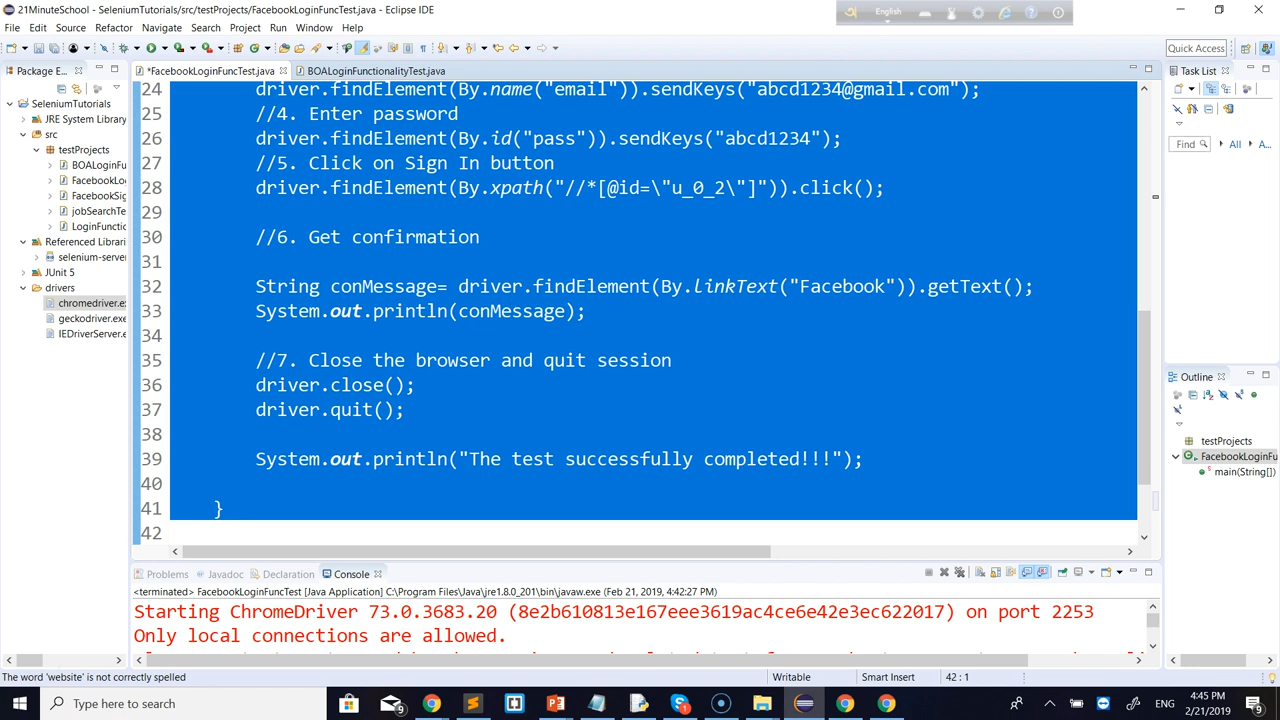 21MinuteSchool - SeleniumTutorials/src/testProjects/FacebookLoginFuncTest.java - Eclipse IDE
English
File Edit Source Refactor Navigate Search Project Run Window Help
Quick Access
Package E...
*FacebookLoginFuncTest.java
BOALoginFunctionalityTest.java
Task List
SeleniumTutorials
JRE System Library
src
testProjects
BOALoginFu
FacebookLo
FacebookSig
jobSearchTe
LoginFunctio
Referenced Librari
selenium-server
JUnit 5
drivers
chromedriver.ex
geckodriver.exe
IEDriverServer.e
24 driver.findElement(By.name("email")).sendKeys("abcd1234@gmail.com");
25 //4. Enter password
26 driver.findElement(By.id("pass")).sendKeys("abcd1234");
27 //5. Click on Sign In button
28 driver.findElement(By.xpath("//*[@id=\"u_0_2\"]")).click();
29
30 //6. Get confirmation
31
32 String conMessage= driver.findElement(By.linkText("Facebook")).getText();
33 System.out.println(conMessage);
34
35 //7. Close the browser and quit session
36 driver.close();
37 driver.quit();
38
39 System.out.println("The test successfully completed!!!");
40
41 }
42
Find All A...
Outline
testProjects
FacebookLoginFu
main(String[])
Problems Javadoc Declaration Console
<terminated> FacebookLoginFuncTest [Java Application] C:\Program Files\Java\jre1.8.0_201\bin\javaw.exe (Feb 21, 2019, 4:42:27 PM)
Starting ChromeDriver 73.0.3683.20 (8e2b610813e167eee3619ac4ce6e42e3ec622017) on port 2253
Only local connections are allowed.
The word 'website' is not correctly spelled
Writable
Smart Insert
42 : 1
Type here to search
ENG
4:45 PM
2/21/2019